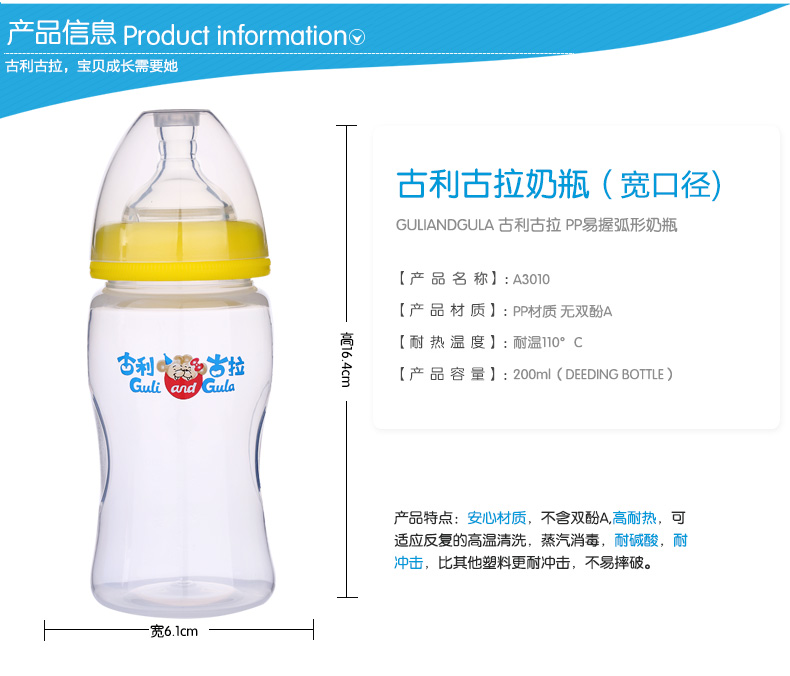 产品信息 Product information
古利古拉，宝贝成长需要她
古利古拉奶瓶（宽口径)
GULIANDGULA 古利古拉 PP易握弧形奶瓶
【产品名称】: A3010
【产品材质】: PP材质 无双酚A
【耐热温度】: 耐温110°C
【产品容量】: 200ml（DEEDING BOTTLE）
高16.4cm
古利 古拉
Guli and Gula
产品特点：安心材质，不含双酚A,高耐热，可
适应反复的高温清洗，蒸汽消毒，耐碱酸，耐
冲击，比其他塑料更耐冲击，不易摔破。
宽6.1cm